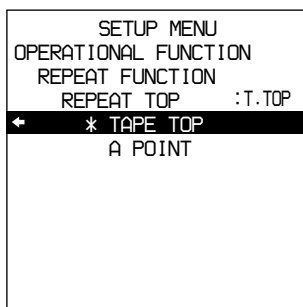 SETUP MENU
OPERATIONAL FUNCTION
REPEAT FUNCTION
REPEAT TOP :T.TOP
← * TAPE TOP
A POINT